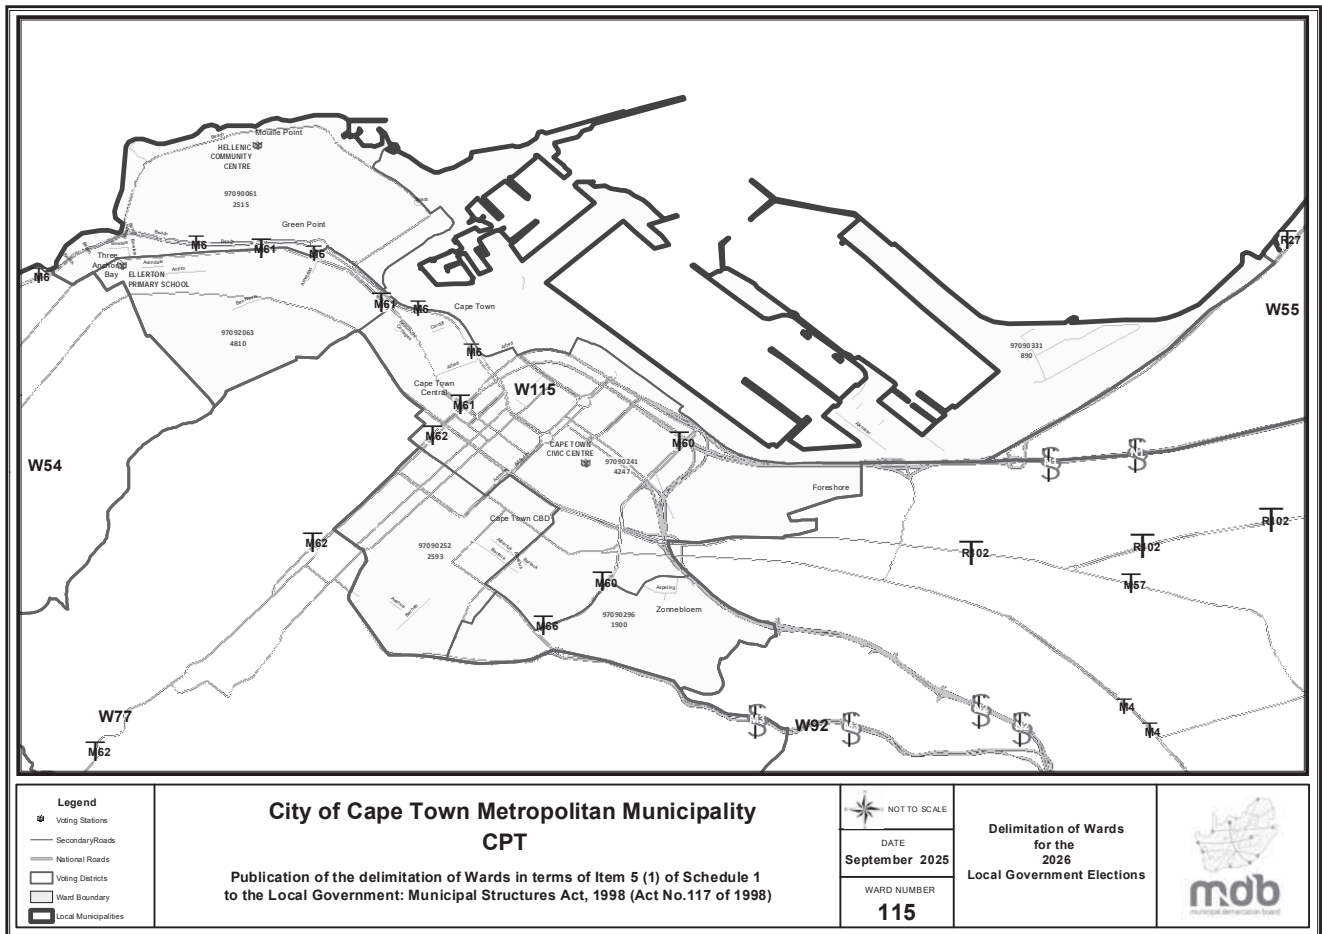 Mouille Point
HELLENIC
COMMUNITY
CENTRE
97090061
2515
Green Point
M6
M61
M6
Three
Anchor
Bay
M6
ELLERTON
PRIMARY SCHOOL
97092063
4810
M61
M6
Cape Town
M6
Cape Town
Central
M61
W115
M62
CAPE TOWN
CIVIC CENTRE
97090241
4247
M60
Foreshore
97090331
890
R27
W55
W54
Cape Town CBD
97090252
2593
M62
M60
Zonnebloem
97090296
1900
M66
R102
R102
R102
M57
M4
M4
W77
M62
W92
Legend
Voting Stations
SecondaryRoads
National Roads
Voting Districts
Ward Boundary
Local Municipalities
City of Cape Town Metropolitan Municipality
CPT
Publication of the delimitation of Wards in terms of Item 5 (1) of Schedule 1
to the Local Government: Municipal Structures Act, 1998 (Act No.117 of 1998)
NOT TO SCALE
DATE
September 2025
WARD NUMBER
115
Delimitation of Wards
for the
2026
Local Government Elections
mdb
municipal demarcation board